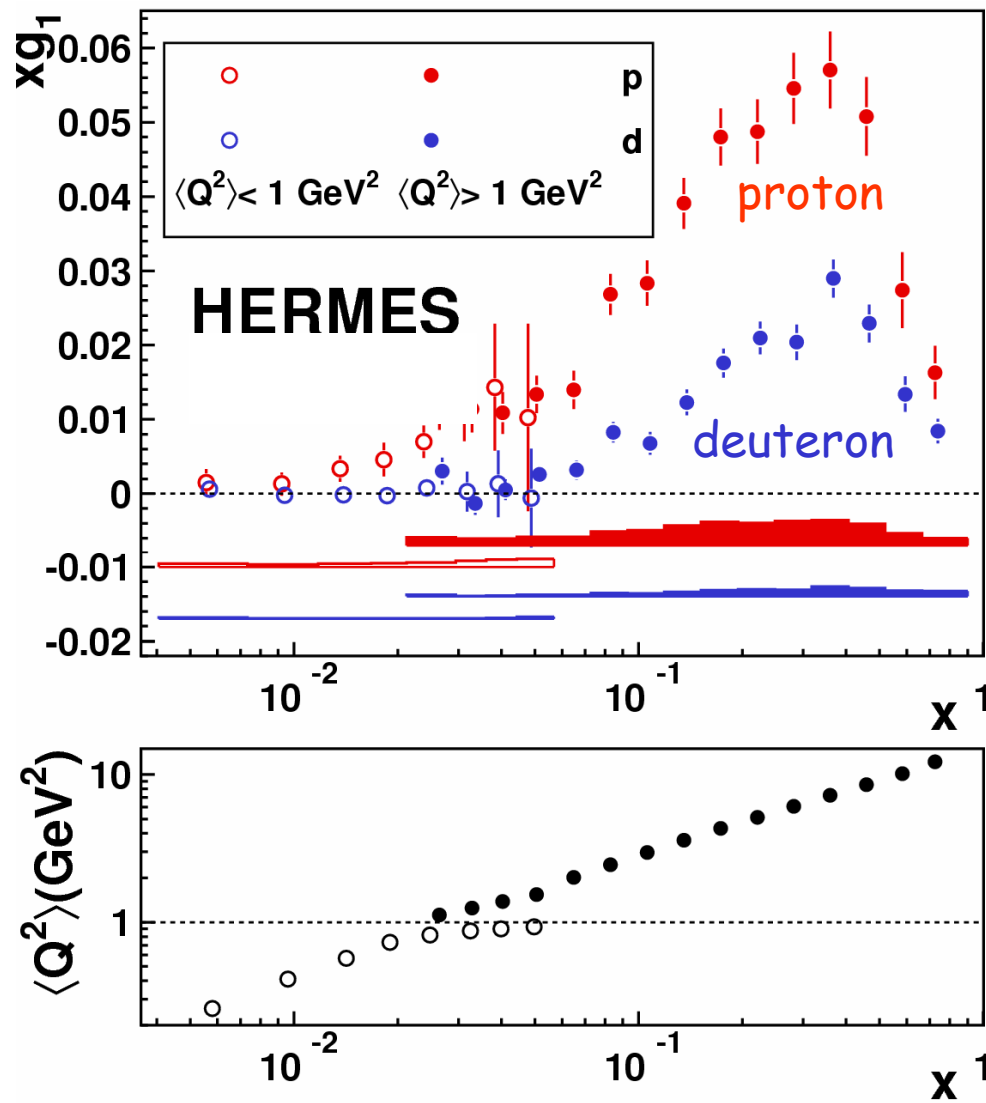 xg1
0.06
p
0.05
d
⟨Q²⟩< 1 GeV² ⟨Q²⟩> 1 GeV²
0.04
proton
0.03
HERMES
0.02
0.01
deuteron
0
-0.01
-0.02
10⁻² 10⁻¹ 1
x
⟨Q²⟩(GeV²)
10
1
10⁻² 10⁻¹ 1
x